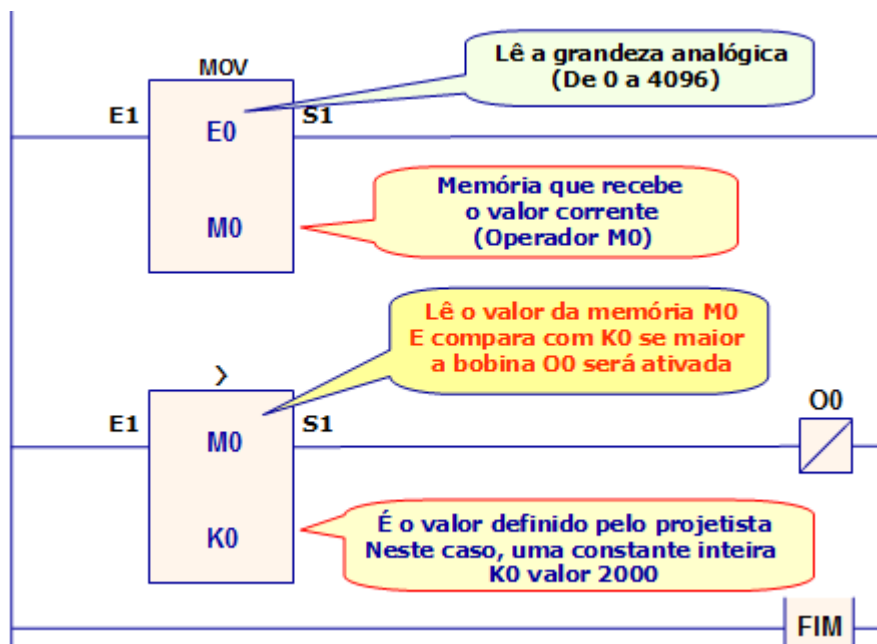 Lê a grandeza analógica
(De 0 a 4096)
MOV
E1
E0
S1
M0
Memória que recebe
o valor corrente
(Operador M0)
Lê o valor da memória M0
E compara com K0 se maior
a bobina O0 será ativada
>
E1
M0
S1
O0
K0
É o valor definido pelo projetista
Neste caso, uma constante inteira
K0 valor 2000
FIM